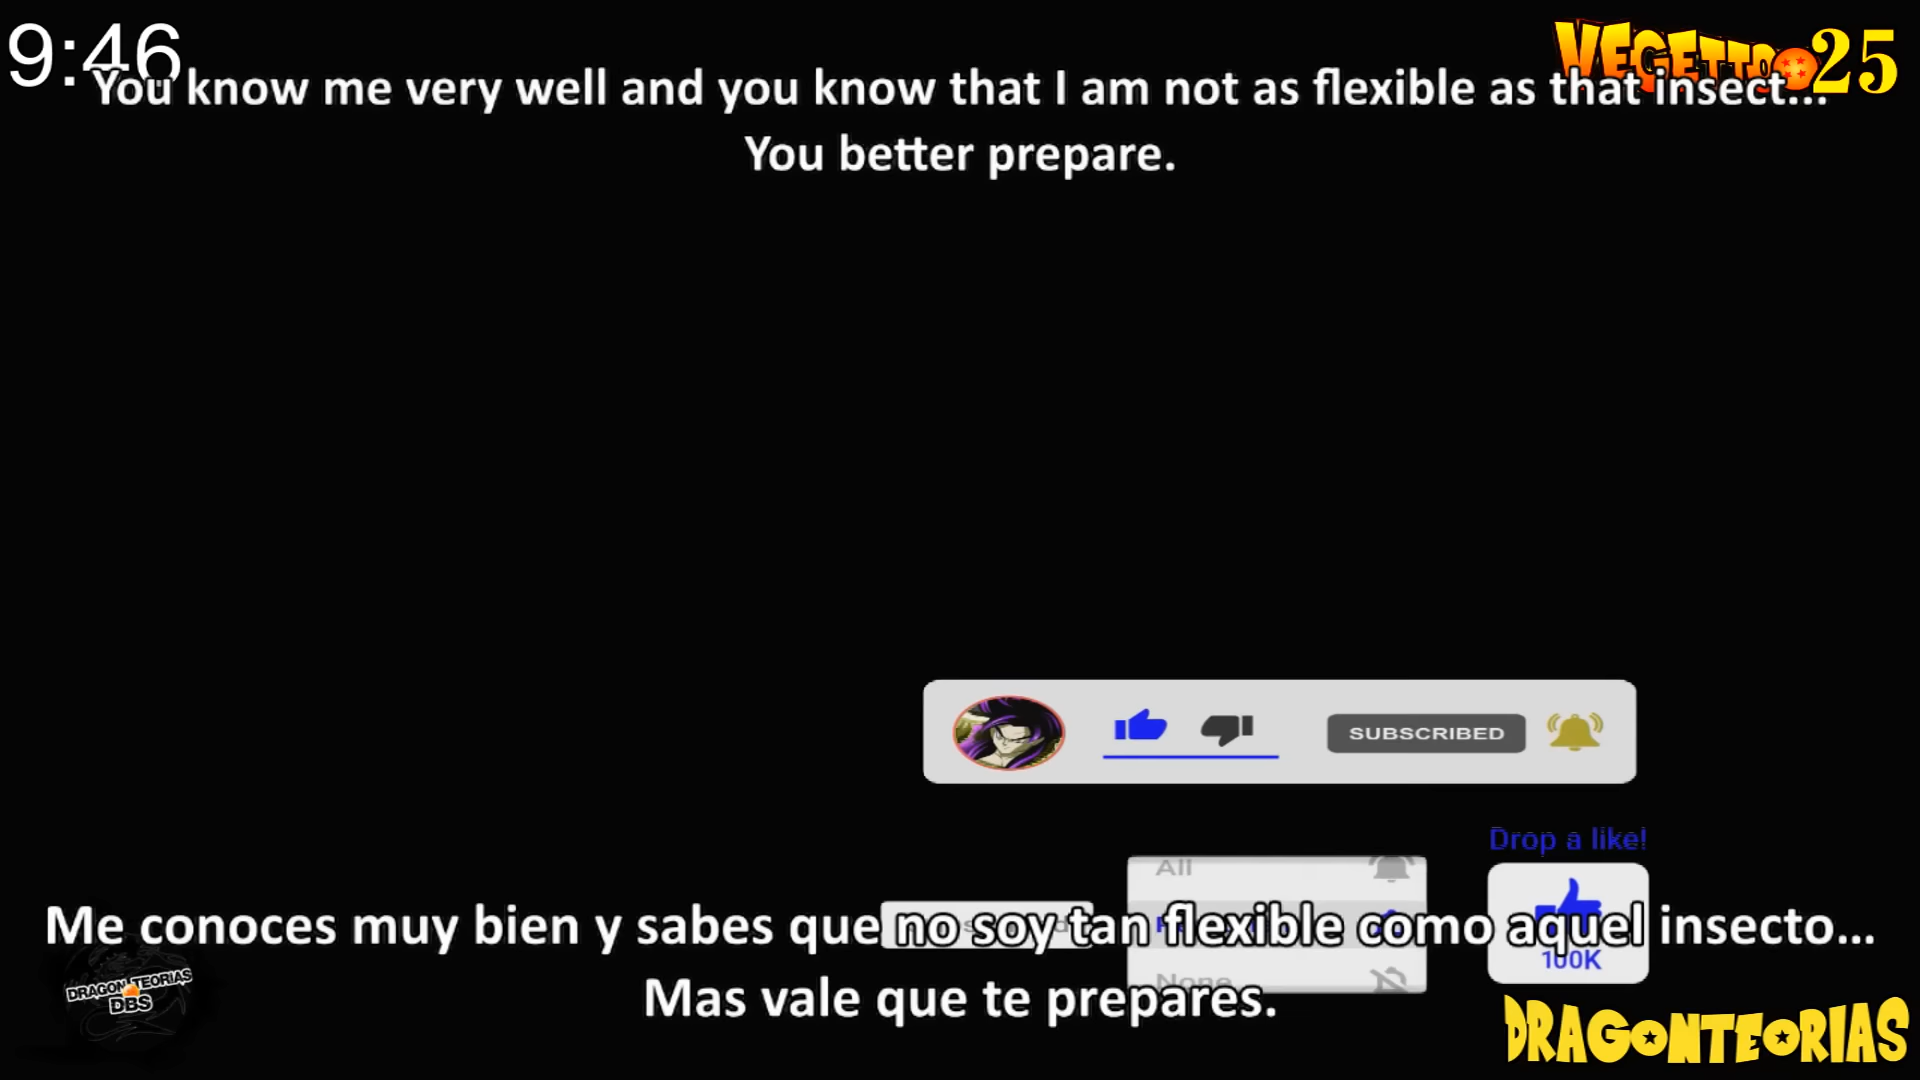 9:46
VEGETTO 25
You know me very well and you know that I am not as flexible as that insect...
You better prepare.
SUBSCRIBED
Drop a like!
All
Me conoces muy bien y sabes que no soy tan flexible como aquel insecto...
100K
None
Mas vale que te prepares.
DRAGON TEORIAS
DBS
DRAGONTEORIAS